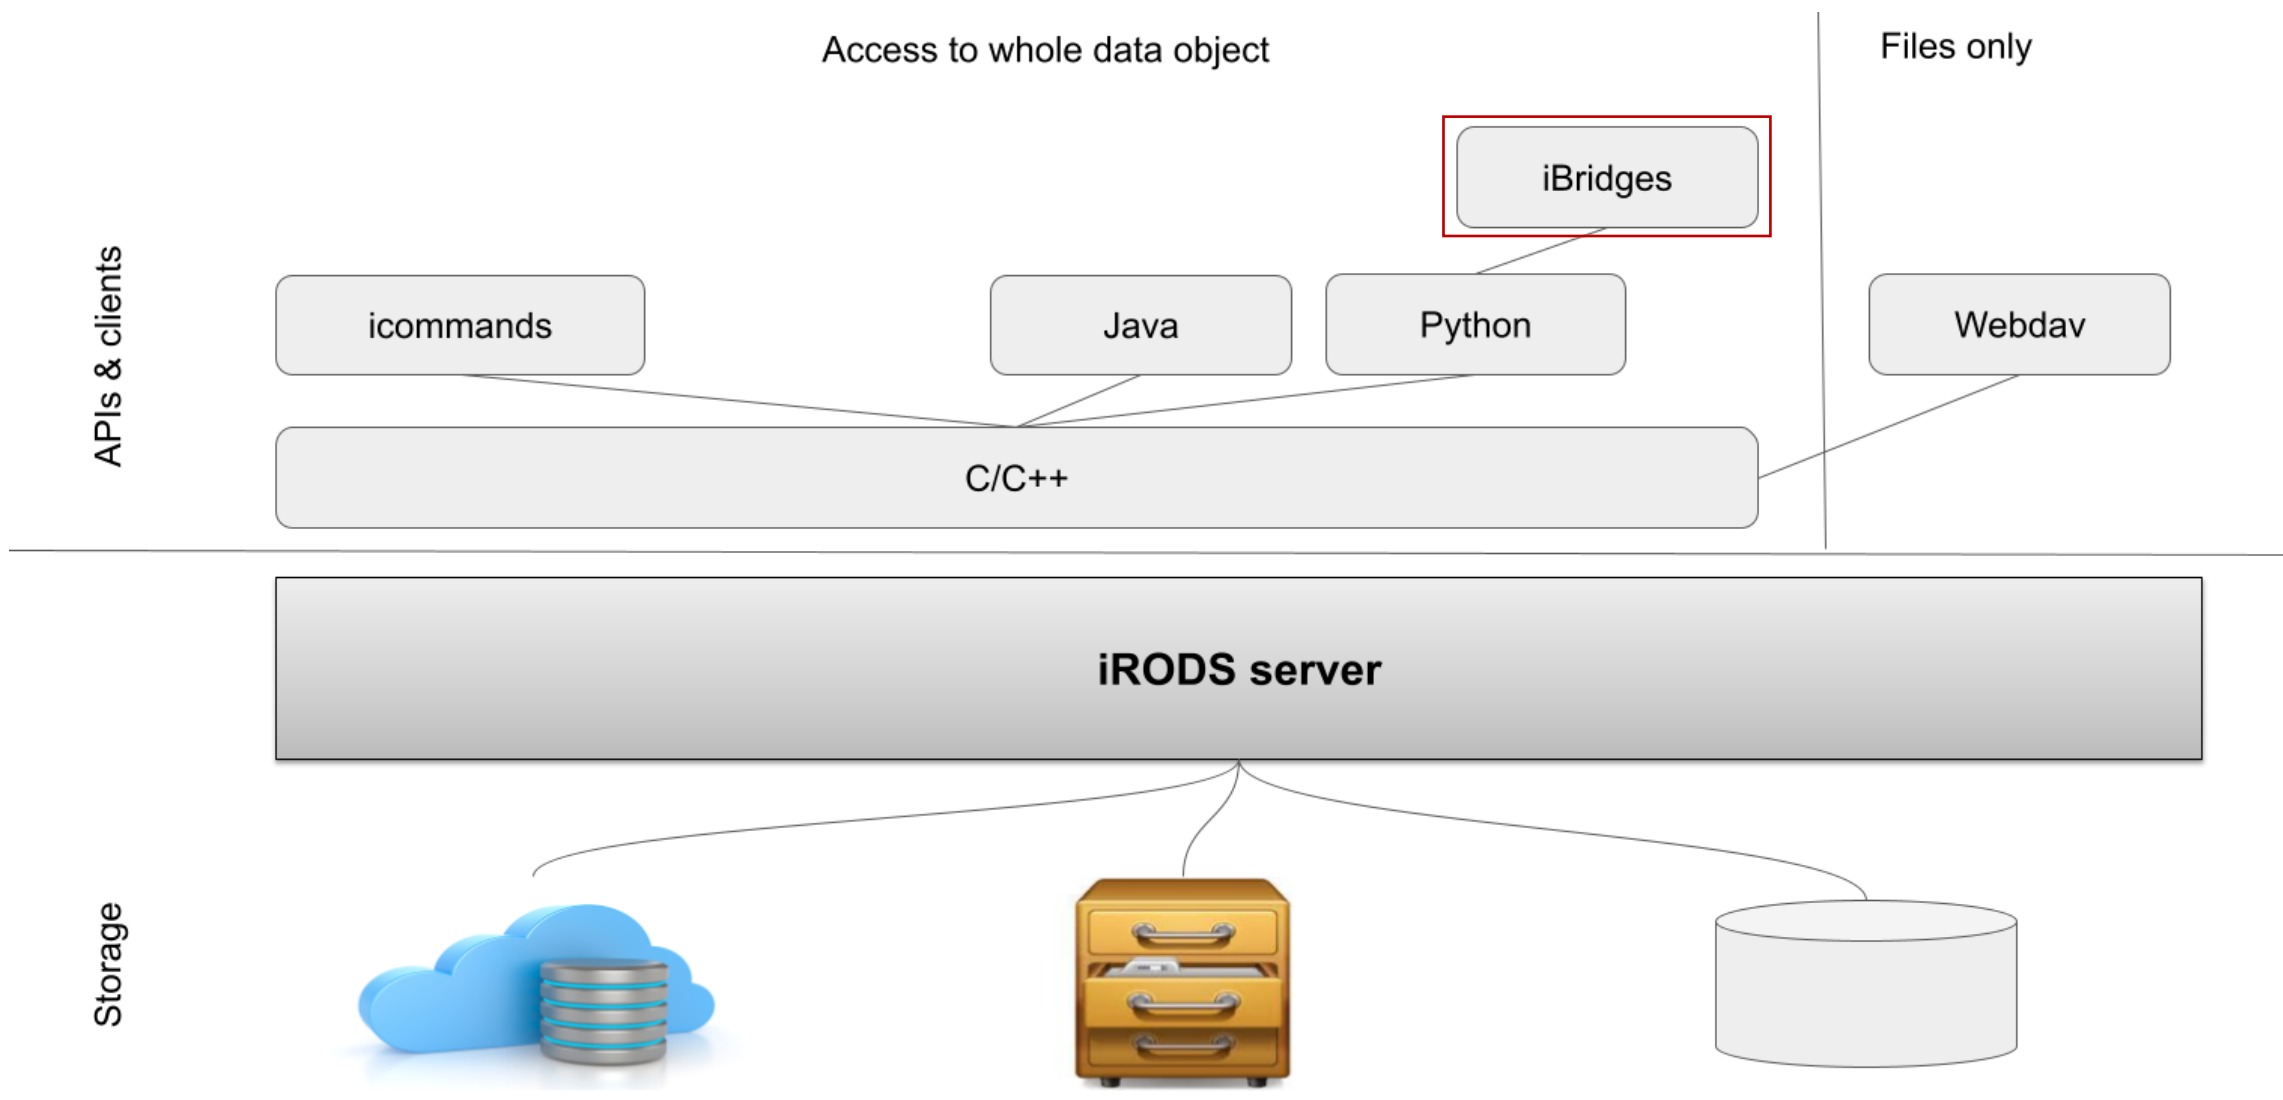 Access to whole data object
Files only
iBridges
APIs & clients
icommands
Java
Python
Webdav
C/C++
iRODS server
Storage